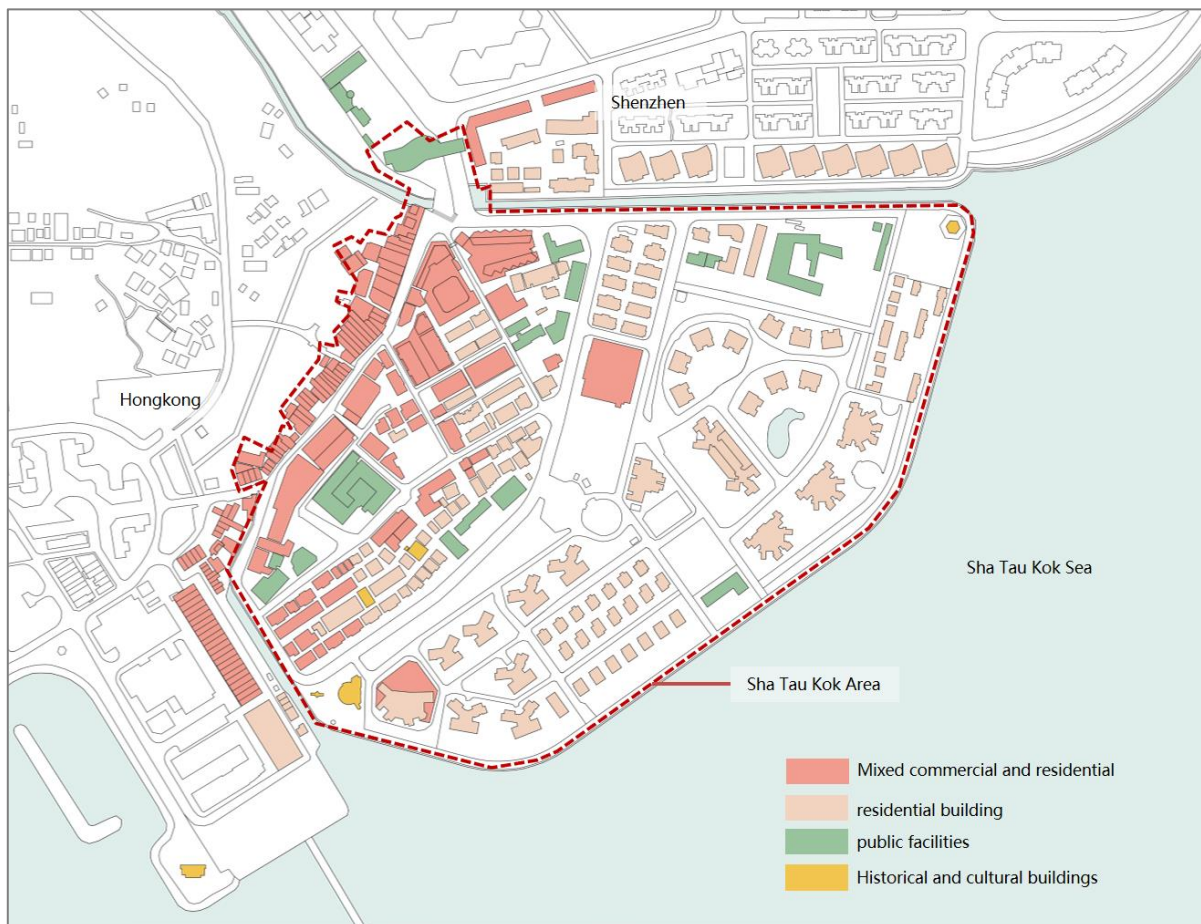 Shenzhen
Hongkong
Sha Tau Kok Sea
Sha Tau Kok Area
Mixed commercial and residential
residential building
public facilities
Historical and cultural buildings